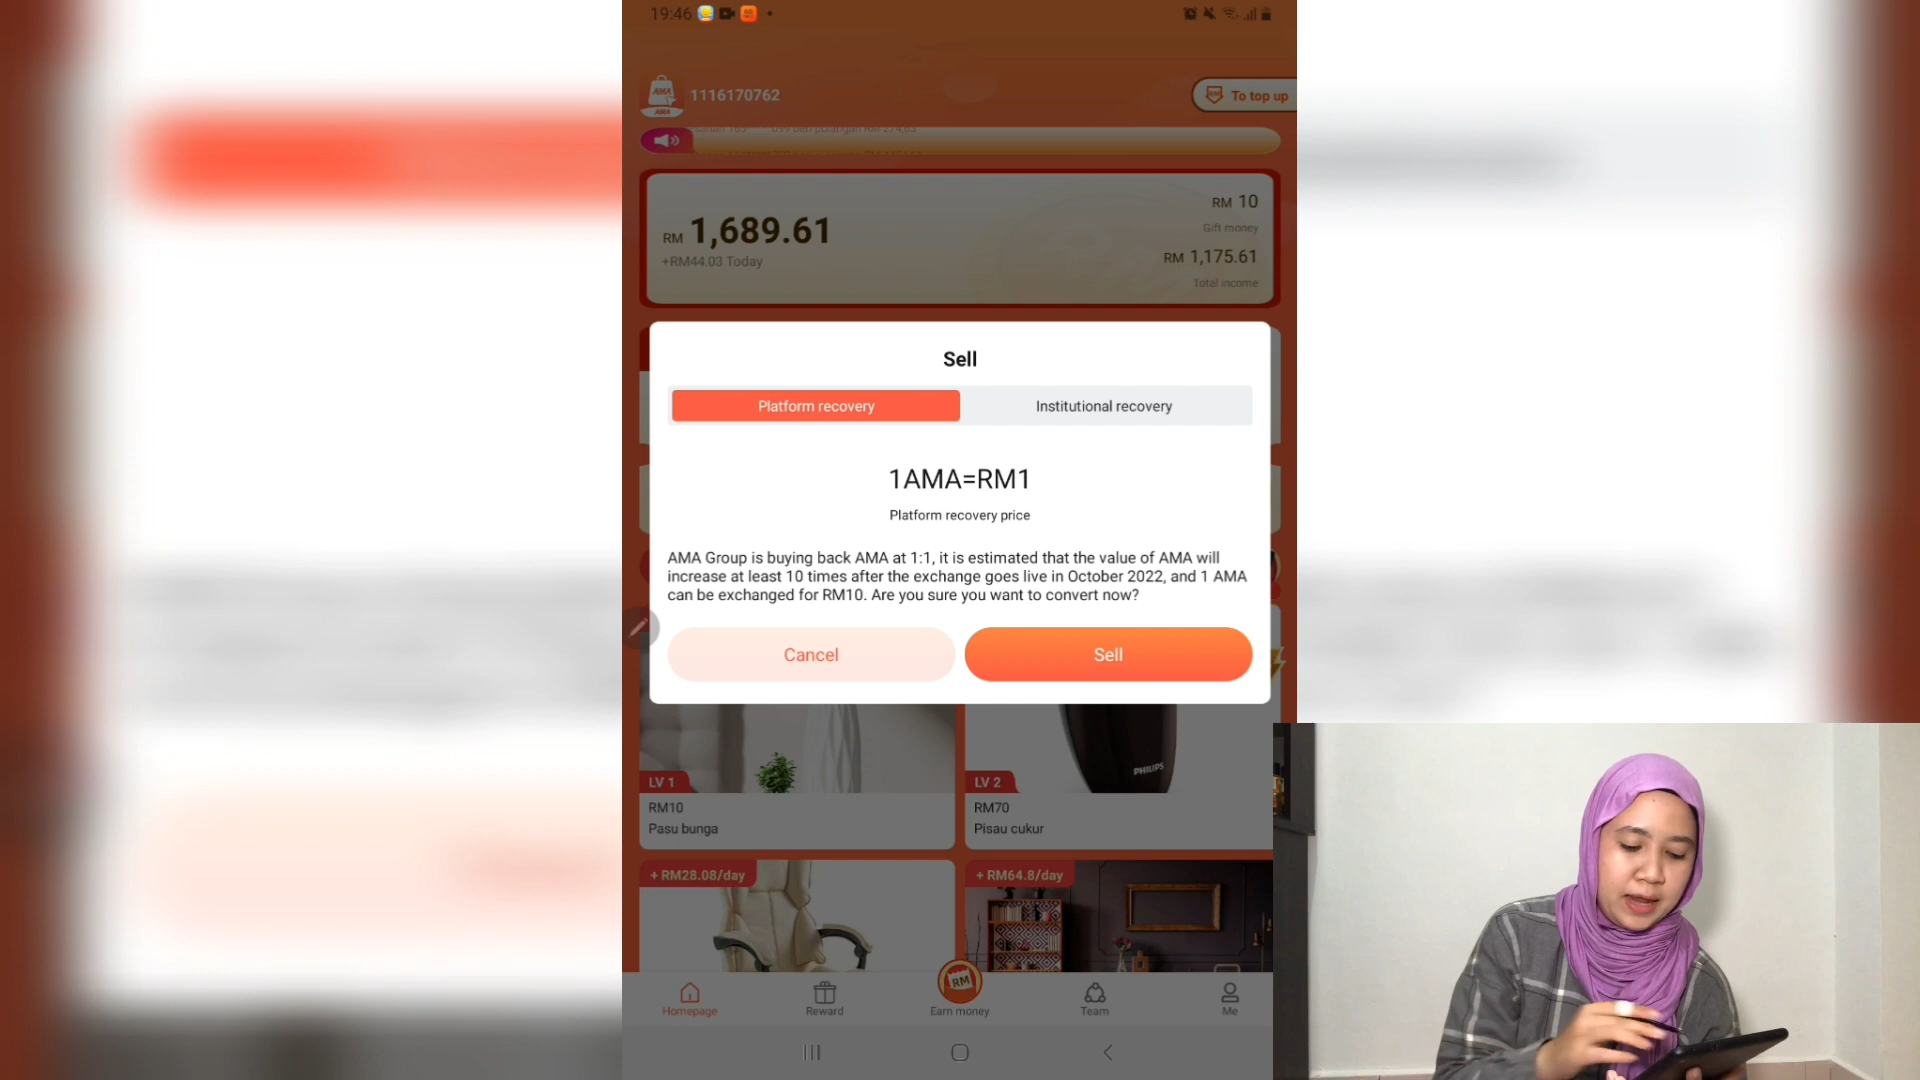 19:46
AMA
AMA
1116170762
To top up
RM 1,689.61
+RM44.03 Today
RM 10
Gift money
RM 1,175.61
Total income
Sell
Platform recovery
Institutional recovery
1AMA=RM1
Platform recovery price
AMA Group is buying back AMA at 1:1, it is estimated that the value of AMA will
increase at least 10 times after the exchange goes live in October 2022, and 1 AMA
can be exchanged for RM10. Are you sure you want to convert now?
Cancel
Sell
PHILIPS
LV 1
LV 2
RM10
RM70
Pasu bunga
Pisau cukur
+ RM28.08/day
+ RM64.8/day
RM
Homepage
Reward
Earn money
Team
Me